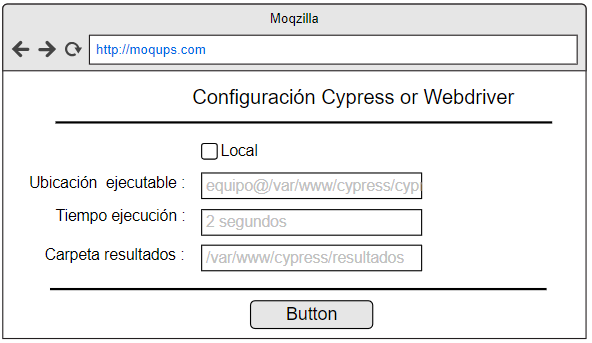 Moqzilla
http://moqups.com
Configuración Cypress or Webdriver
Local
Ubicación ejecutable : equipo@/var/www/cypress/cyp
Tiempo ejecución : 2 segundos
Carpeta resultados : /var/www/cypress/resultados
Button